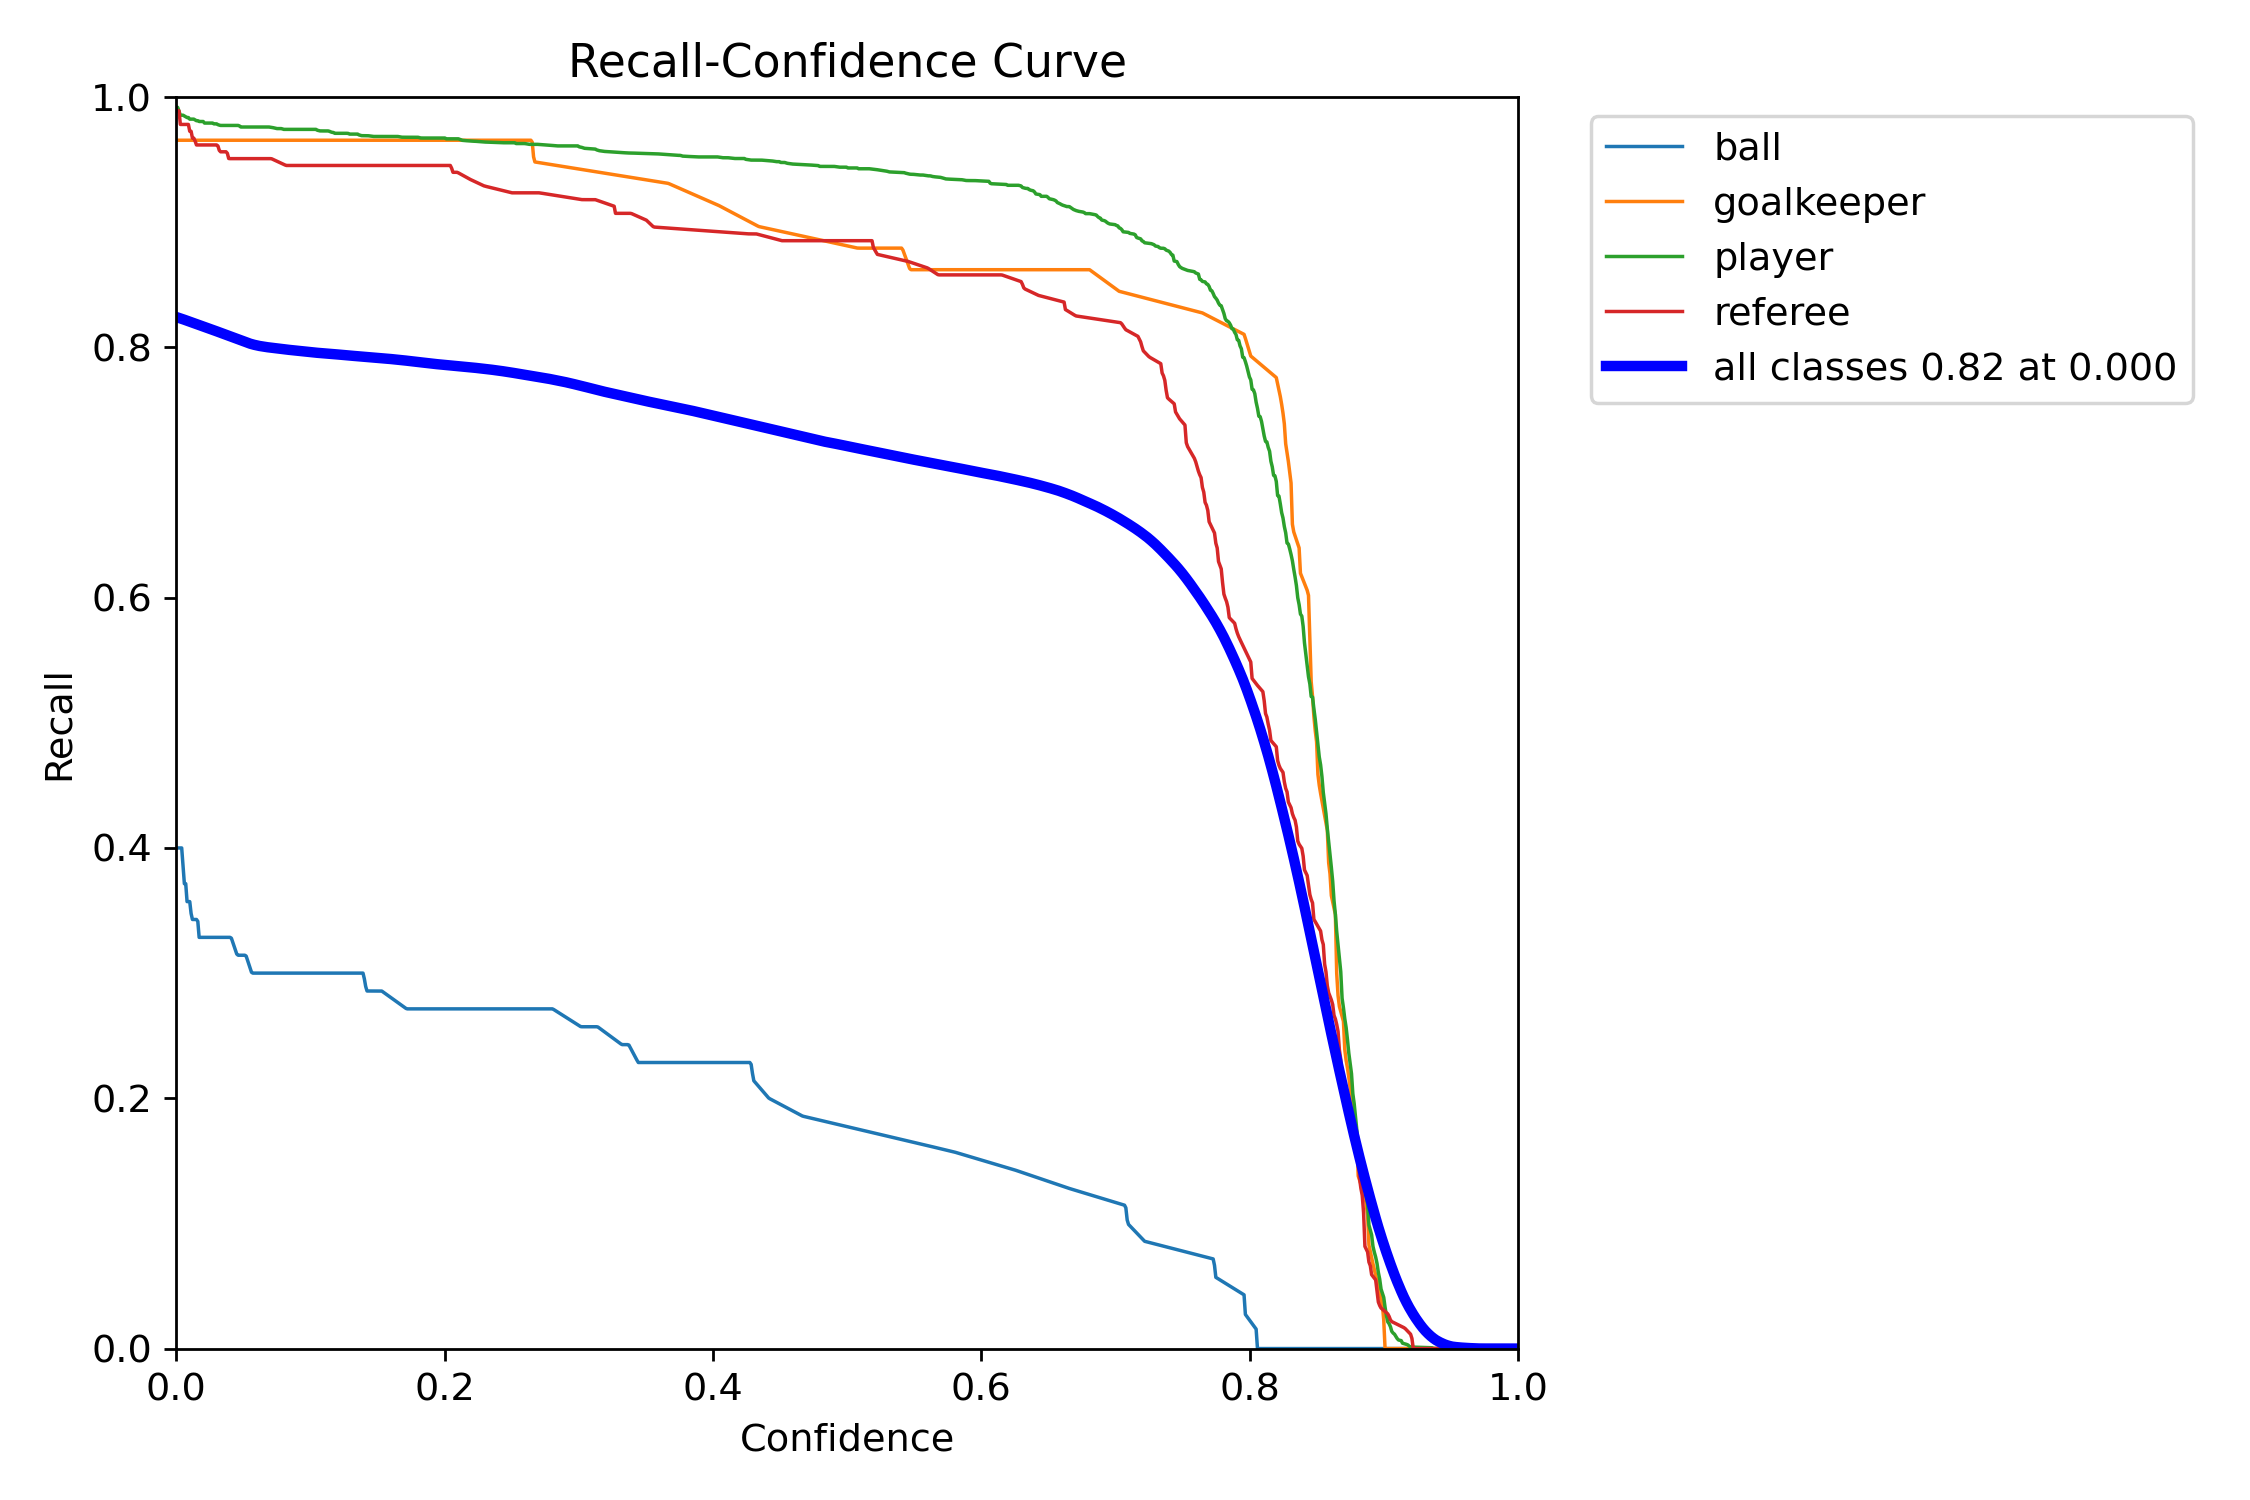 Recall-Confidence Curve
1.0
0.8
0.6
0.4
0.2
0.0
Recall
0.0 0.2 0.4 0.6 0.8 1.0
Confidence
ball
goalkeeper
player
referee
all classes 0.82 at 0.000